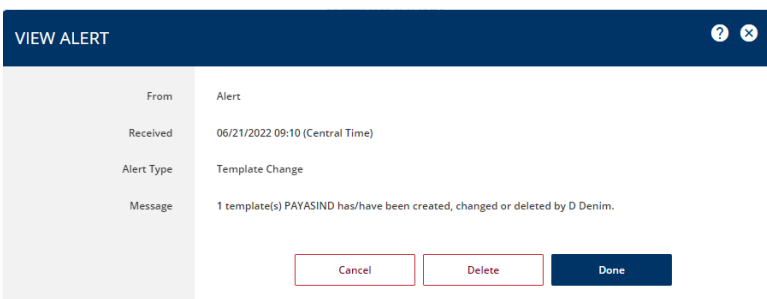 VIEW ALERT
From Alert
Received 06/21/2022 09:10 (Central Time)
Alert Type Template Change
Message 1 template(s) PAYASIND has/have been created, changed or deleted by D Denim.
Cancel Delete Done